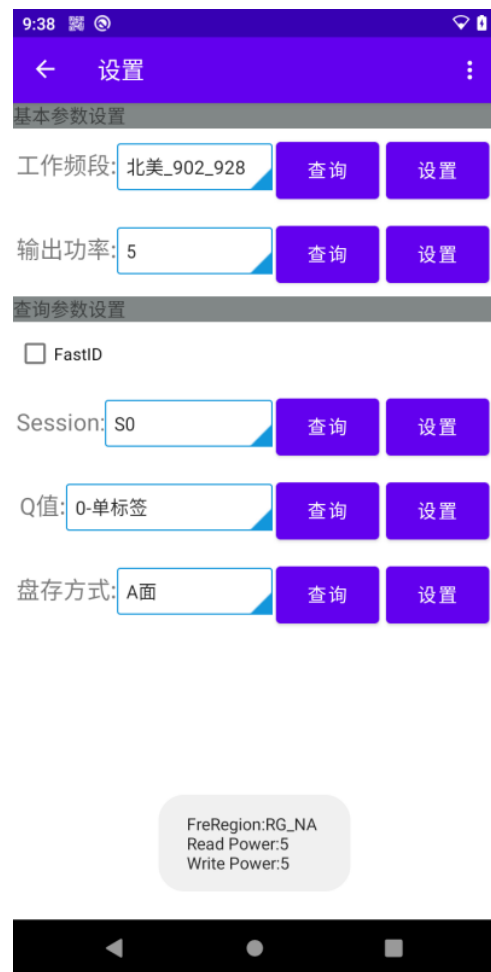 9:38
设置
基本参数设置
工作频段: 北美_902_928 查询 设置
输出功率: 5 查询 设置
查询参数设置
FastID
Session: S0 查询 设置
Q值: 0-单标签 查询 设置
盘存方式: A面 查询 设置
FreRegion:RG_NA
Read Power:5
Write Power:5